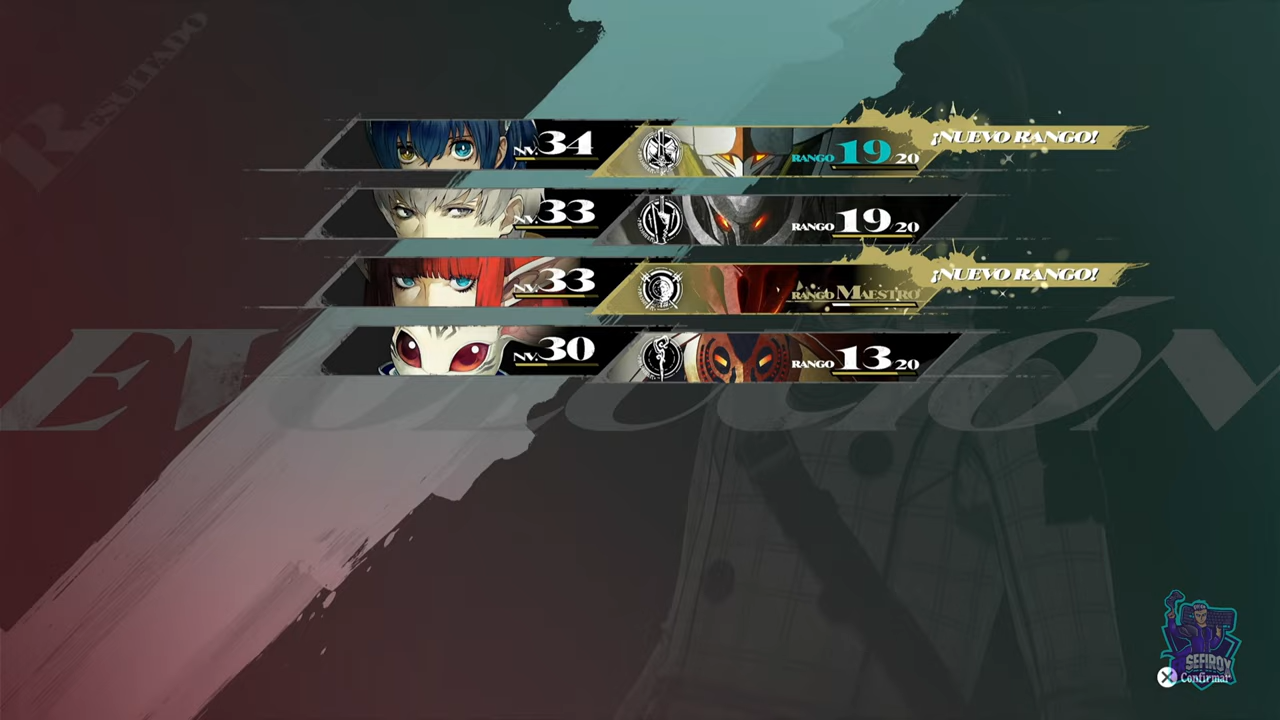 RESULTADO
NV. 34 RANGO 19/20 ¡NUEVO RANGO!
NV. 33 RANGO 19/20
NV. 33 RANGO MAESTRO ¡NUEVO RANGO!
NV. 30 RANGO 13/20
EVOLUCIÓN
SEFIROY
Confirmar